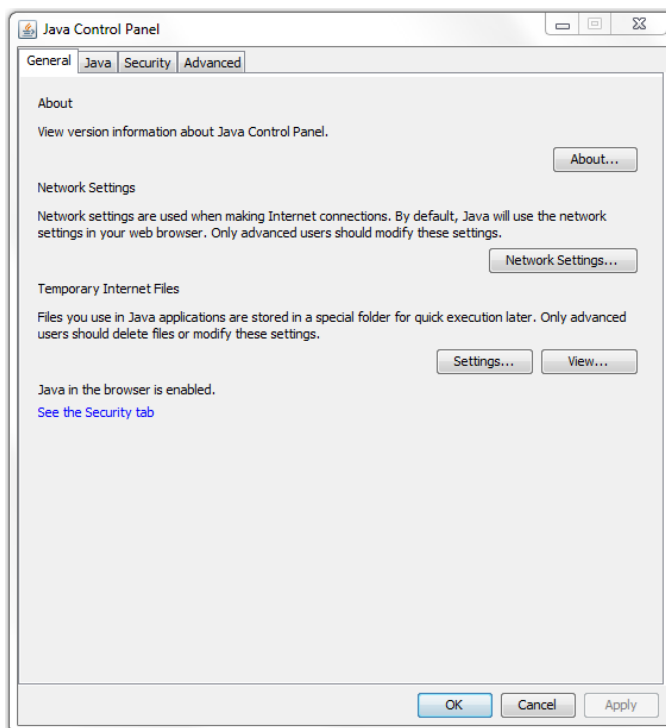 Java Control Panel
General Java Security Advanced
About
View version information about Java Control Panel.
About...
Network Settings
Network settings are used when making Internet connections. By default, Java will use the network
settings in your web browser. Only advanced users should modify these settings.
Network Settings...
Temporary Internet Files
Files you use in Java applications are stored in a special folder for quick execution later. Only advanced
users should delete files or modify these settings.
Settings... View...
Java in the browser is enabled.
See the Security tab
OK Cancel Apply